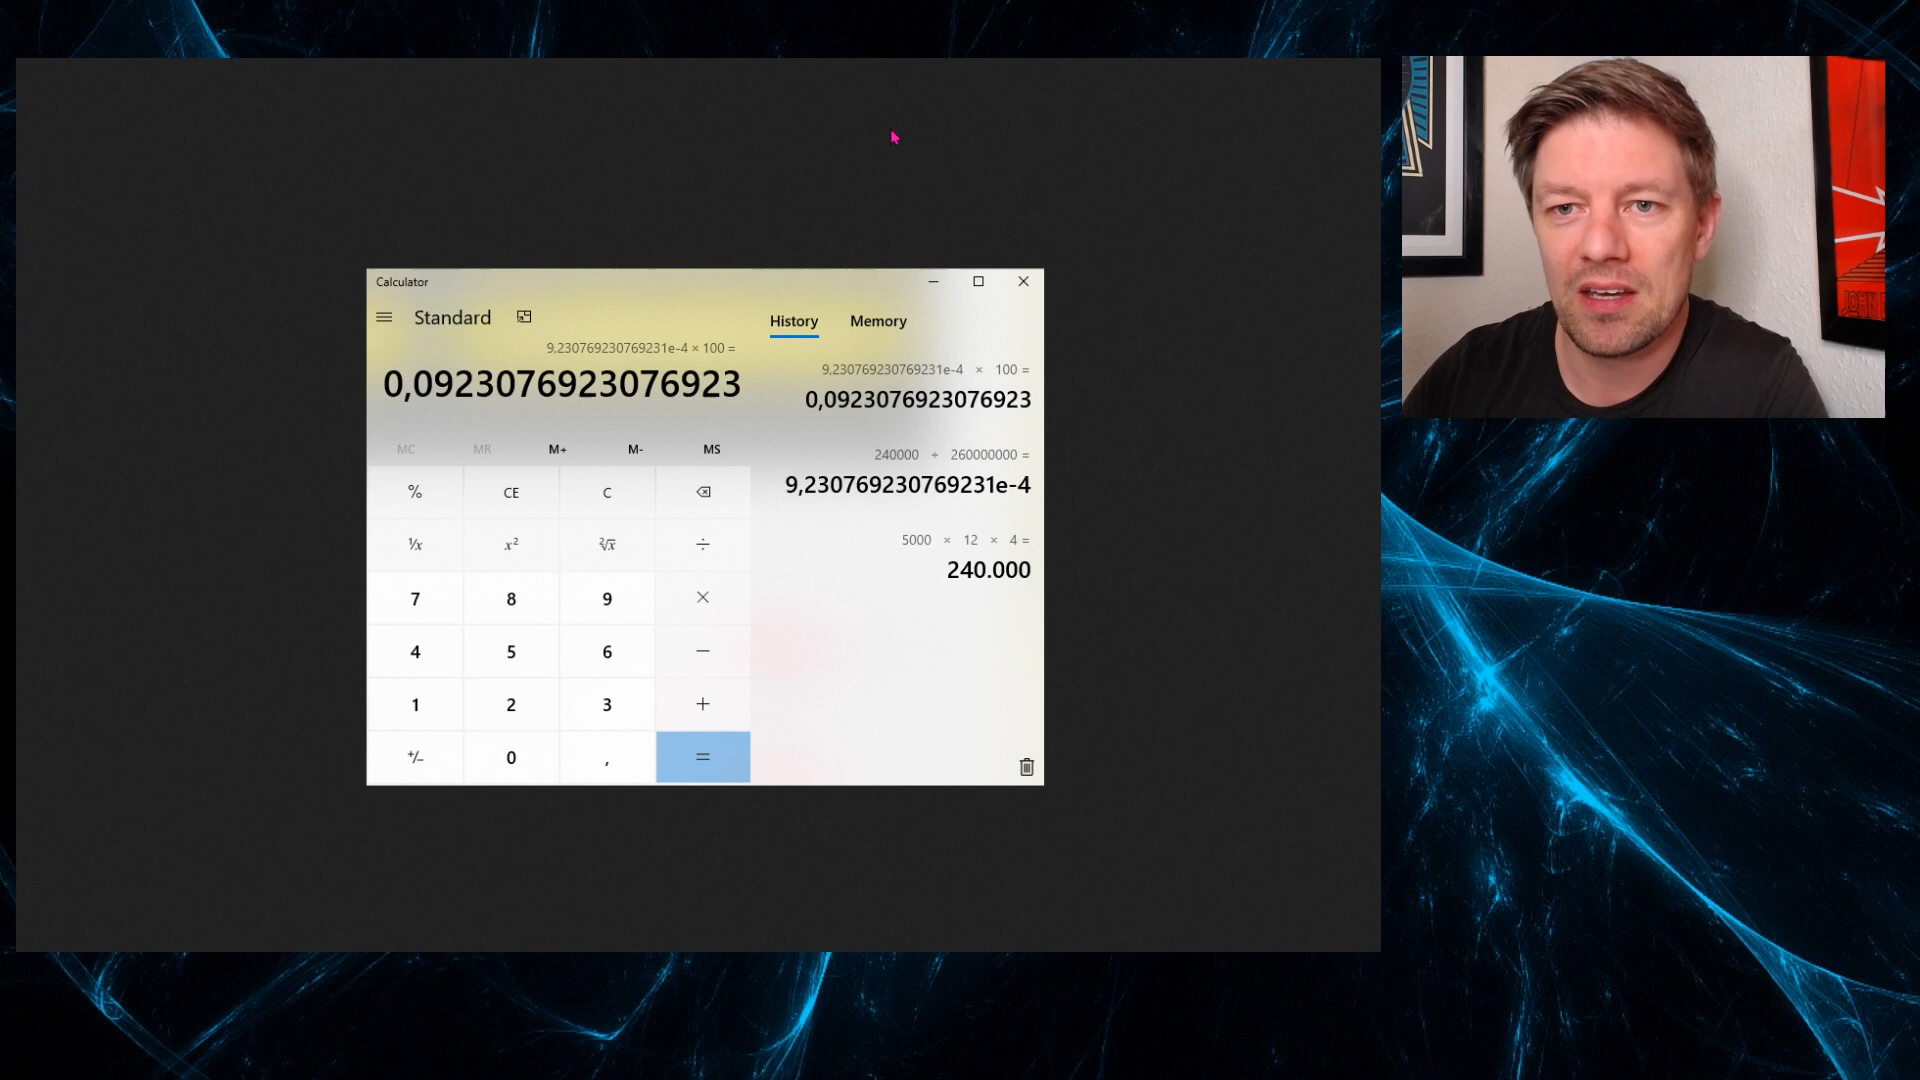 Calculator
Standard
History Memory
9,230769230769231e-4 × 100 =
0,0923076923076923
9,230769230769231e-4 × 100 =
0,0923076923076923
240000 ÷ 260000000 =
9,230769230769231e-4
5000 × 12 × 4 =
240.000
MC MR M+ M- MS
% CE C
¹/x x² ²√x ÷
7 8 9 ×
4 5 6 −
1 2 3 +
+/− 0 , =
JOHN